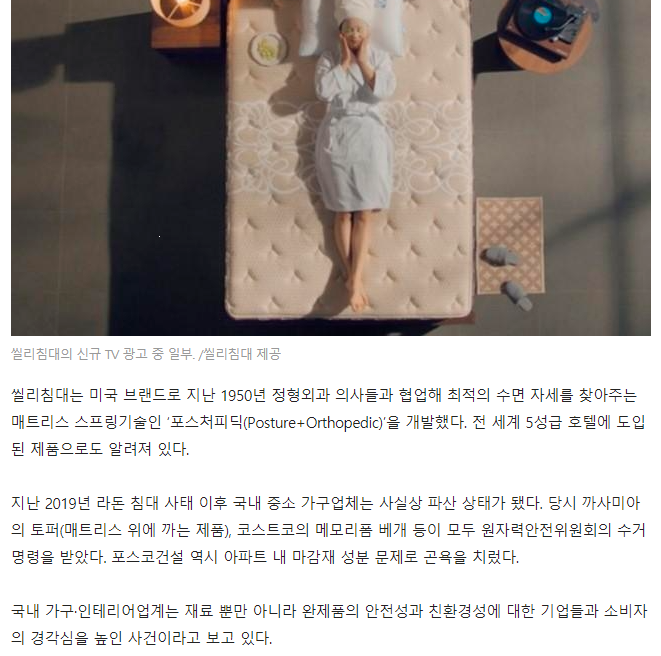 씰리침대의 신규 TV 광고 중 일부. /씰리침대 제공
씰리침대는 미국 브랜드로 지난 1950년 정형외과 의사들과 협업해 최적의 수면 자세를 찾아주는
매트리스 스프링기술인 ‘포스처피딕(Posture+Orthopedic)’을 개발했다. 전 세계 5성급 호텔에 도입
된 제품으로도 알려져 있다.
지난 2019년 라돈 침대 사태 이후 국내 중소 가구업체는 사실상 파산 상태가 됐다. 당시 까사미아
의 토퍼(매트리스 위에 까는 제품), 코스트코의 메모리폼 베개 등이 모두 원자력안전위원회의 수거
명령을 받았다. 포스코건설 역시 아파트 내 마감재 성분 문제로 곤욕을 치렀다.
국내 가구·인테리어업계는 재료 뿐만 아니라 완제품의 안전성과 친환경성에 대한 기업들과 소비자
의 경각심을 높인 사건이라고 보고 있다.